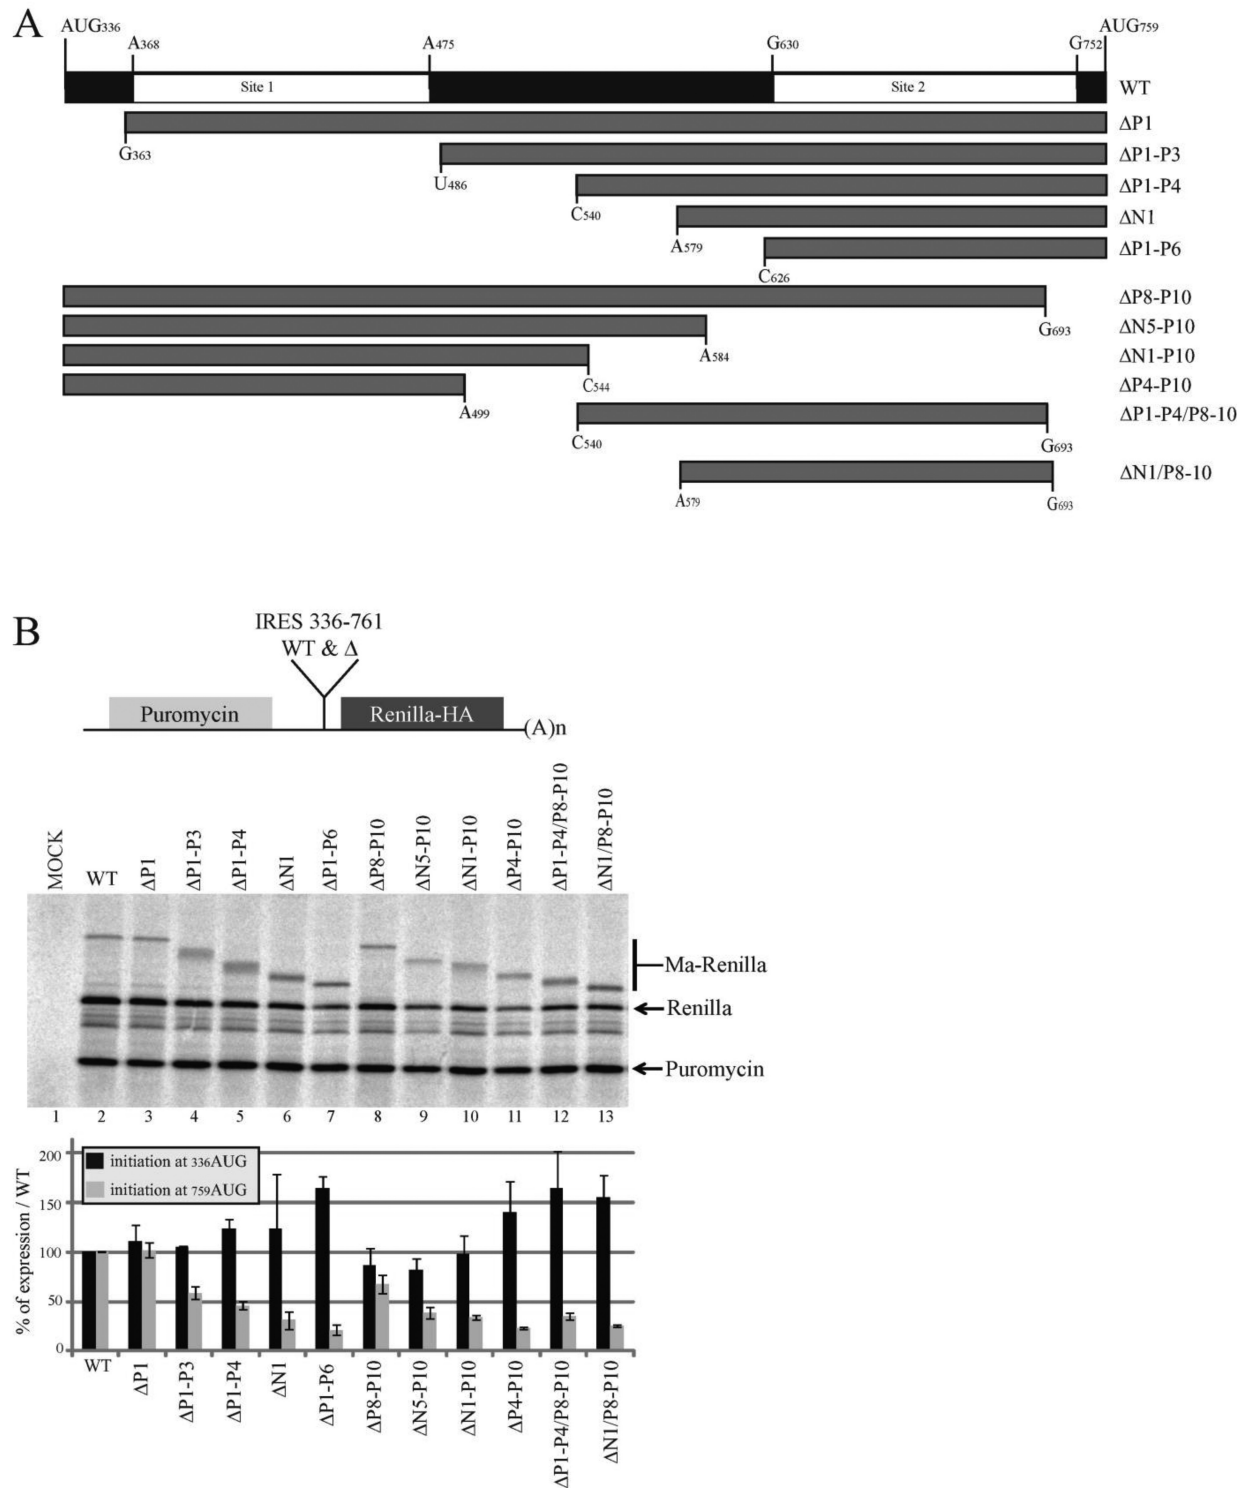 A
AUG336
AUG759
A368
A475
G630
G752
Site 1
Site 2
WT
ΔP1
G363
ΔP1-P3
U486
ΔP1-P4
C540
ΔN1
A579
ΔP1-P6
C626
ΔP8-P10
G693
ΔN5-P10
A584
ΔN1-P10
C544
ΔP4-P10
A499
ΔP1-P4/P8-10
C540
G693
ΔN1/P8-10
A579
G693
B
IRES 336-761
WT & Δ
Puromycin
Renilla-HA
(A)n
MOCK
WT
ΔP1
ΔP1-P3
ΔP1-P4
ΔN1
ΔP1-P6
ΔP8-P10
ΔN5-P10
ΔN1-P10
ΔP4-P10
ΔP1-P4/P8-P10
ΔN1/P8-P10
Ma-Renilla
Renilla
Puromycin
1 2 3 4 5 6 7 8 9 10 11 12 13
% of expression / WT
200
150
100
50
0
initiation at 336AUG
initiation at 759AUG
WT
ΔP1
ΔP1-P3
ΔP1-P4
ΔN1
ΔP1-P6
ΔP8-P10
ΔN5-P10
ΔN1-P10
ΔP4-P10
ΔP1-P4/P8-P10
ΔN1/P8-P10